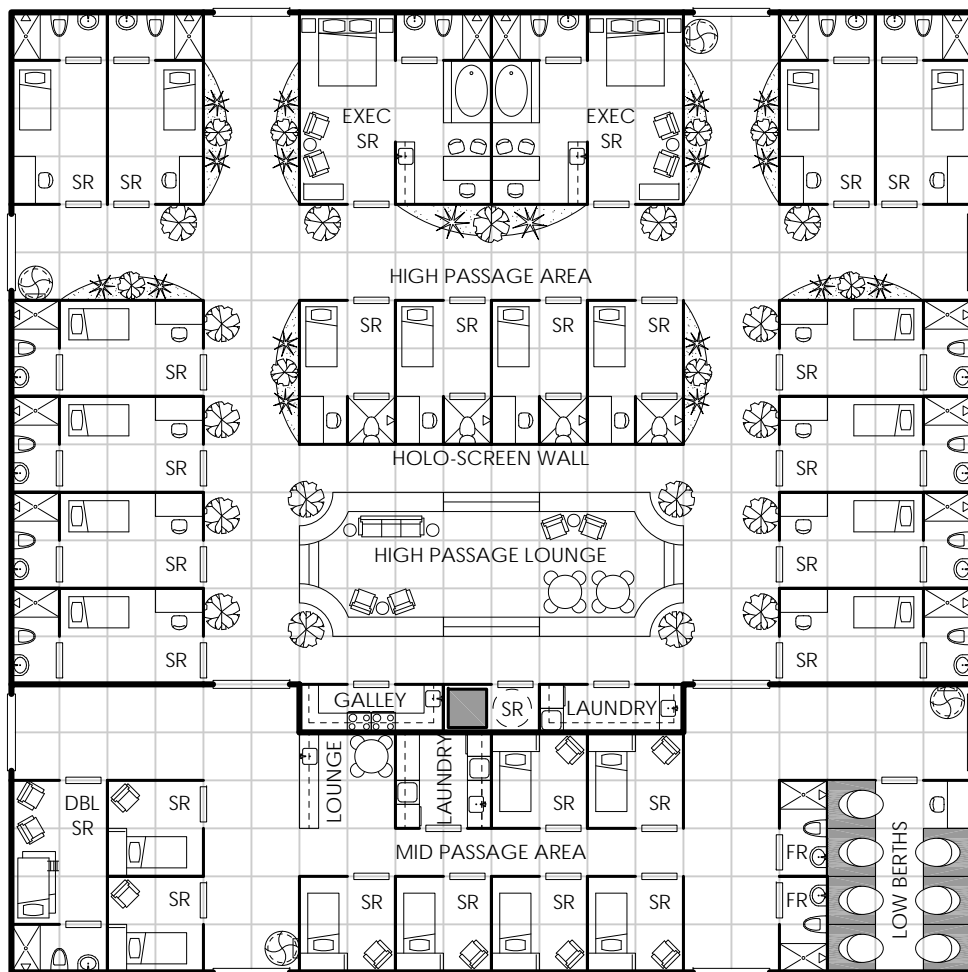 EXEC
SR
EXEC
SR
SR
SR
SR
SR
HIGH PASSAGE AREA
SR
SR
SR
SR
SR
SR
HOLO-SCREEN WALL
SR
SR
HIGH PASSAGE LOUNGE
SR
SR
SR
SR
GALLEY
SR
LAUNDRY
LOUNGE
LAUNDRY
DBL
SR
SR
SR
SR
MID PASSAGE AREA
FR
LOW BERTHS
SR
SR
SR
SR
SR
FR